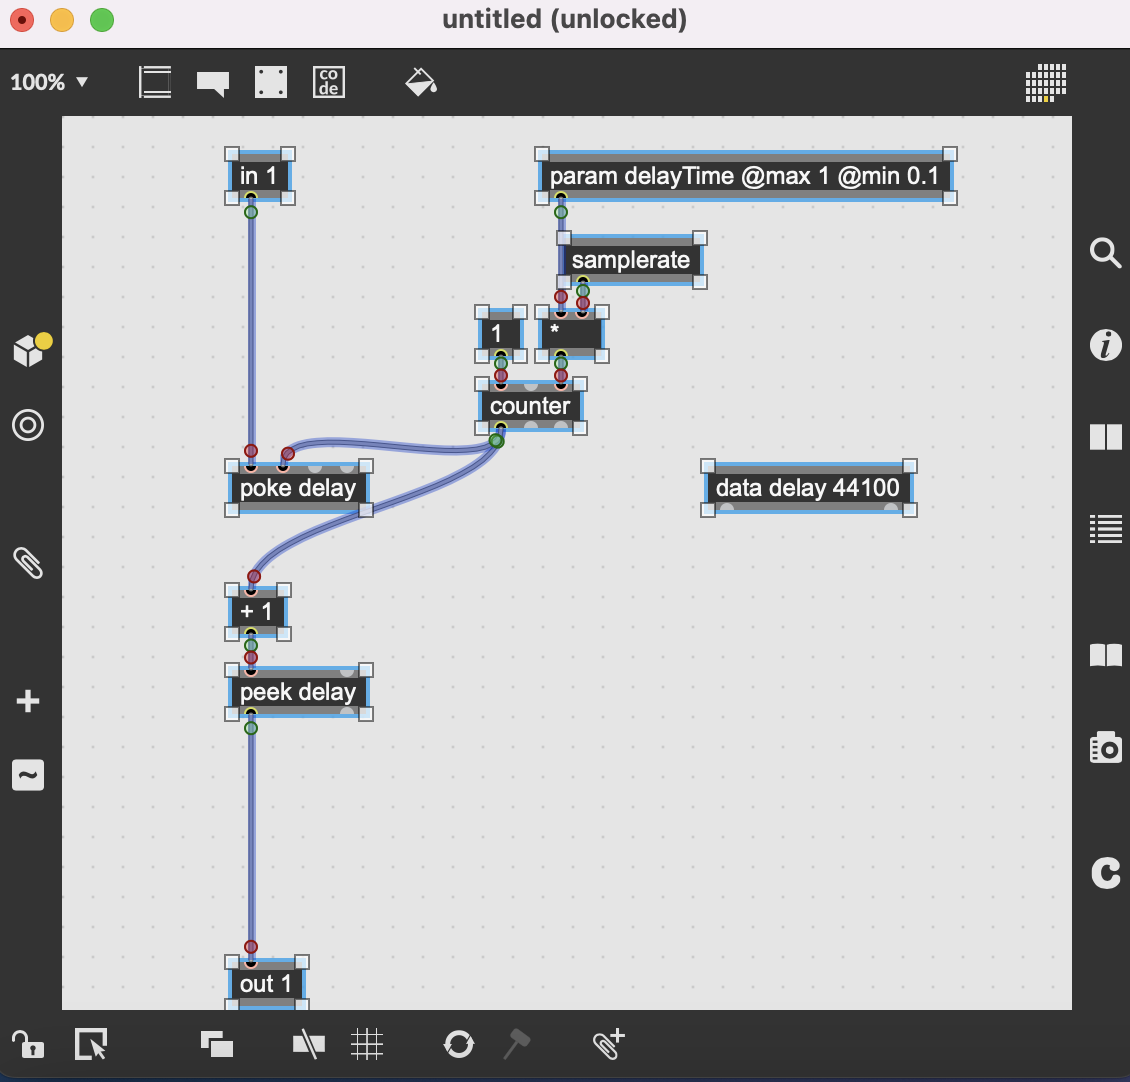 untitled (unlocked)
100%
co
de
in 1
param delayTime @max 1 @min 0.1
samplerate
1
*
counter
poke delay
data delay 44100
+ 1
peek delay
out 1